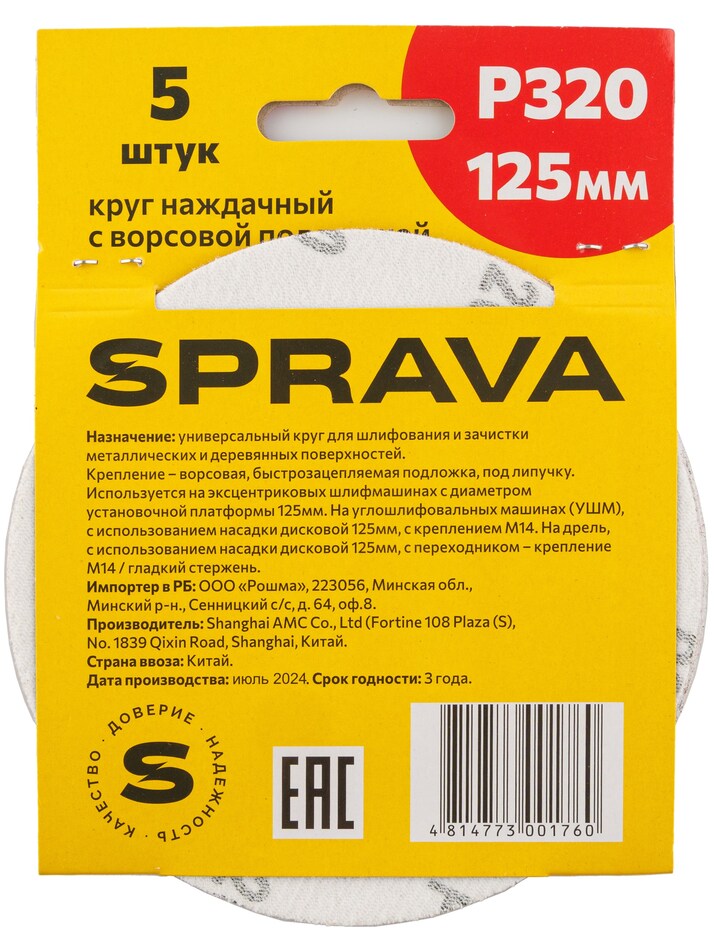 5
штук
P320
125мм
круг наждачный
с ворсовой
SPRAVA
Назначение: универсальный круг для шлифования и зачистки
металлических и деревянных поверхностей.
Крепление – ворсовая, быстрозацепляемая подложка, под липучку.
Используется на эксцентриковых шлифмашинах с диаметром
установочной платформы 125мм. На углошлифовальных машинах (УШМ),
с использованием насадки дисковой 125мм, с креплением М14. На дрель,
с использованием насадки дисковой 125мм, с переходником – крепление
М14 / гладкий стержень.
Импортер в РБ: ООО «Рошма», 223056, Минская обл.,
Минский р-н., Сенницкий с/с, д. 64, оф.8.
Производитель: Shanghai AMC Co., Ltd (Fortine 108 Plaza (S),
No. 1839 Qixin Road, Shanghai, Китай.
Страна ввоза: Китай.
Дата производства: июль 2024. Срок годности: 3 года.
КАЧЕСТВО · ДОВЕРИЕ · НАДЕЖНОСТЬ ·
S
EAC
4 814773 001760